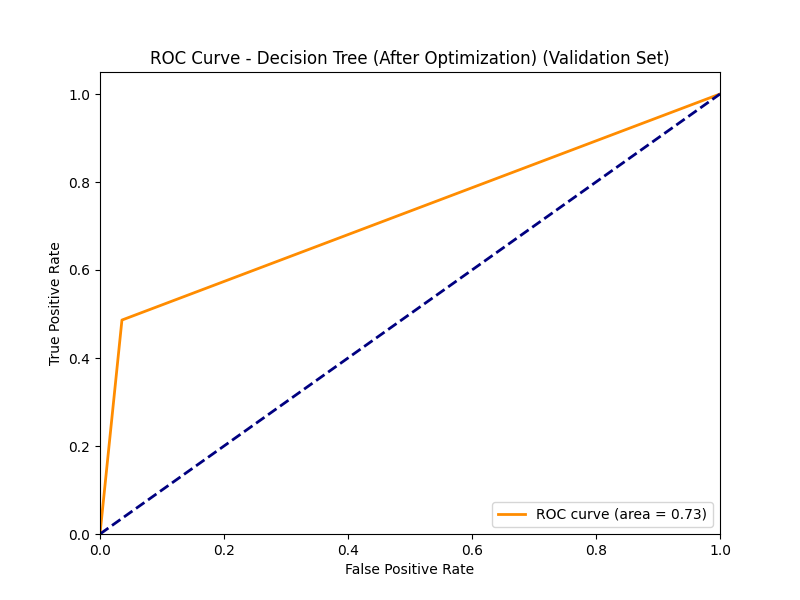 ROC Curve - Decision Tree (After Optimization) (Validation Set)
True Positive Rate
1.0
0.8
0.6
0.4
0.2
0.0
ROC curve (area = 0.73)
0.0 0.2 0.4 0.6 0.8 1.0
False Positive Rate